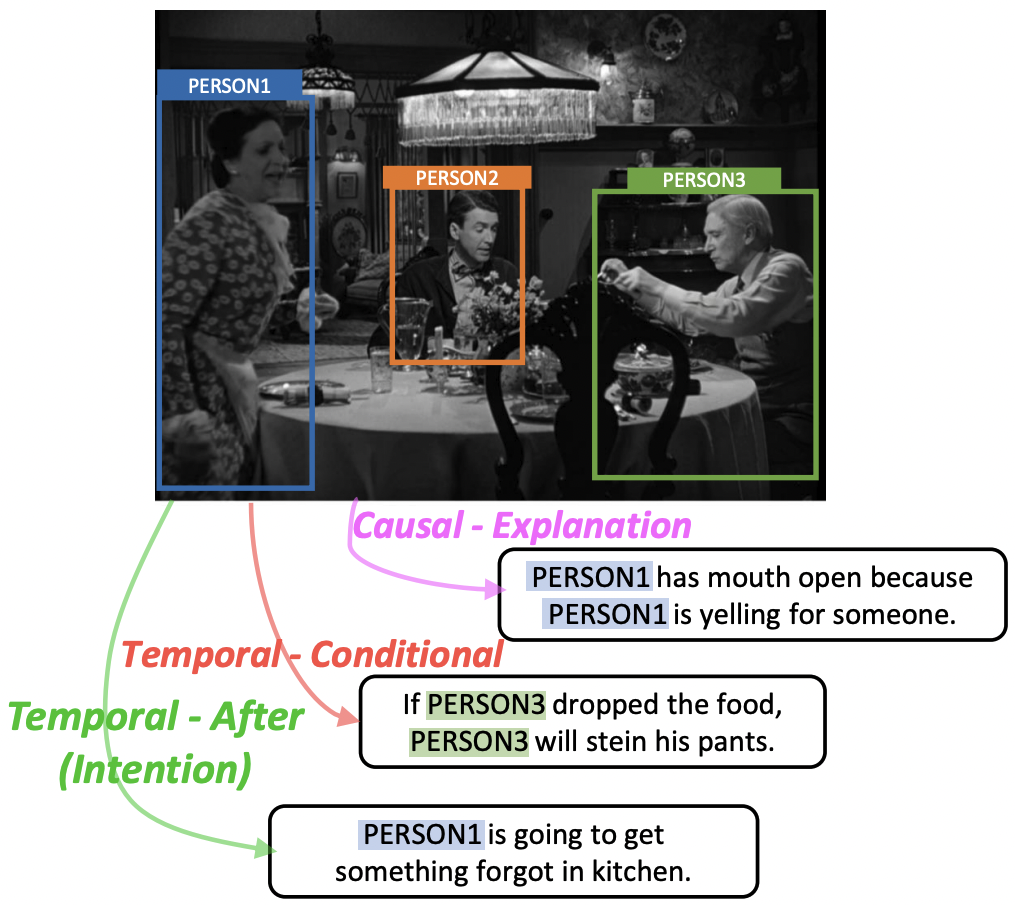 PERSON1
PERSON2
PERSON3
Causal - Explanation
PERSON1 has mouth open because
PERSON1 is yelling for someone.
Temporal - Conditional
If PERSON3 dropped the food,
PERSON3 will stein his pants.
Temporal - After
(Intention)
PERSON1 is going to get
something forgot in kitchen.